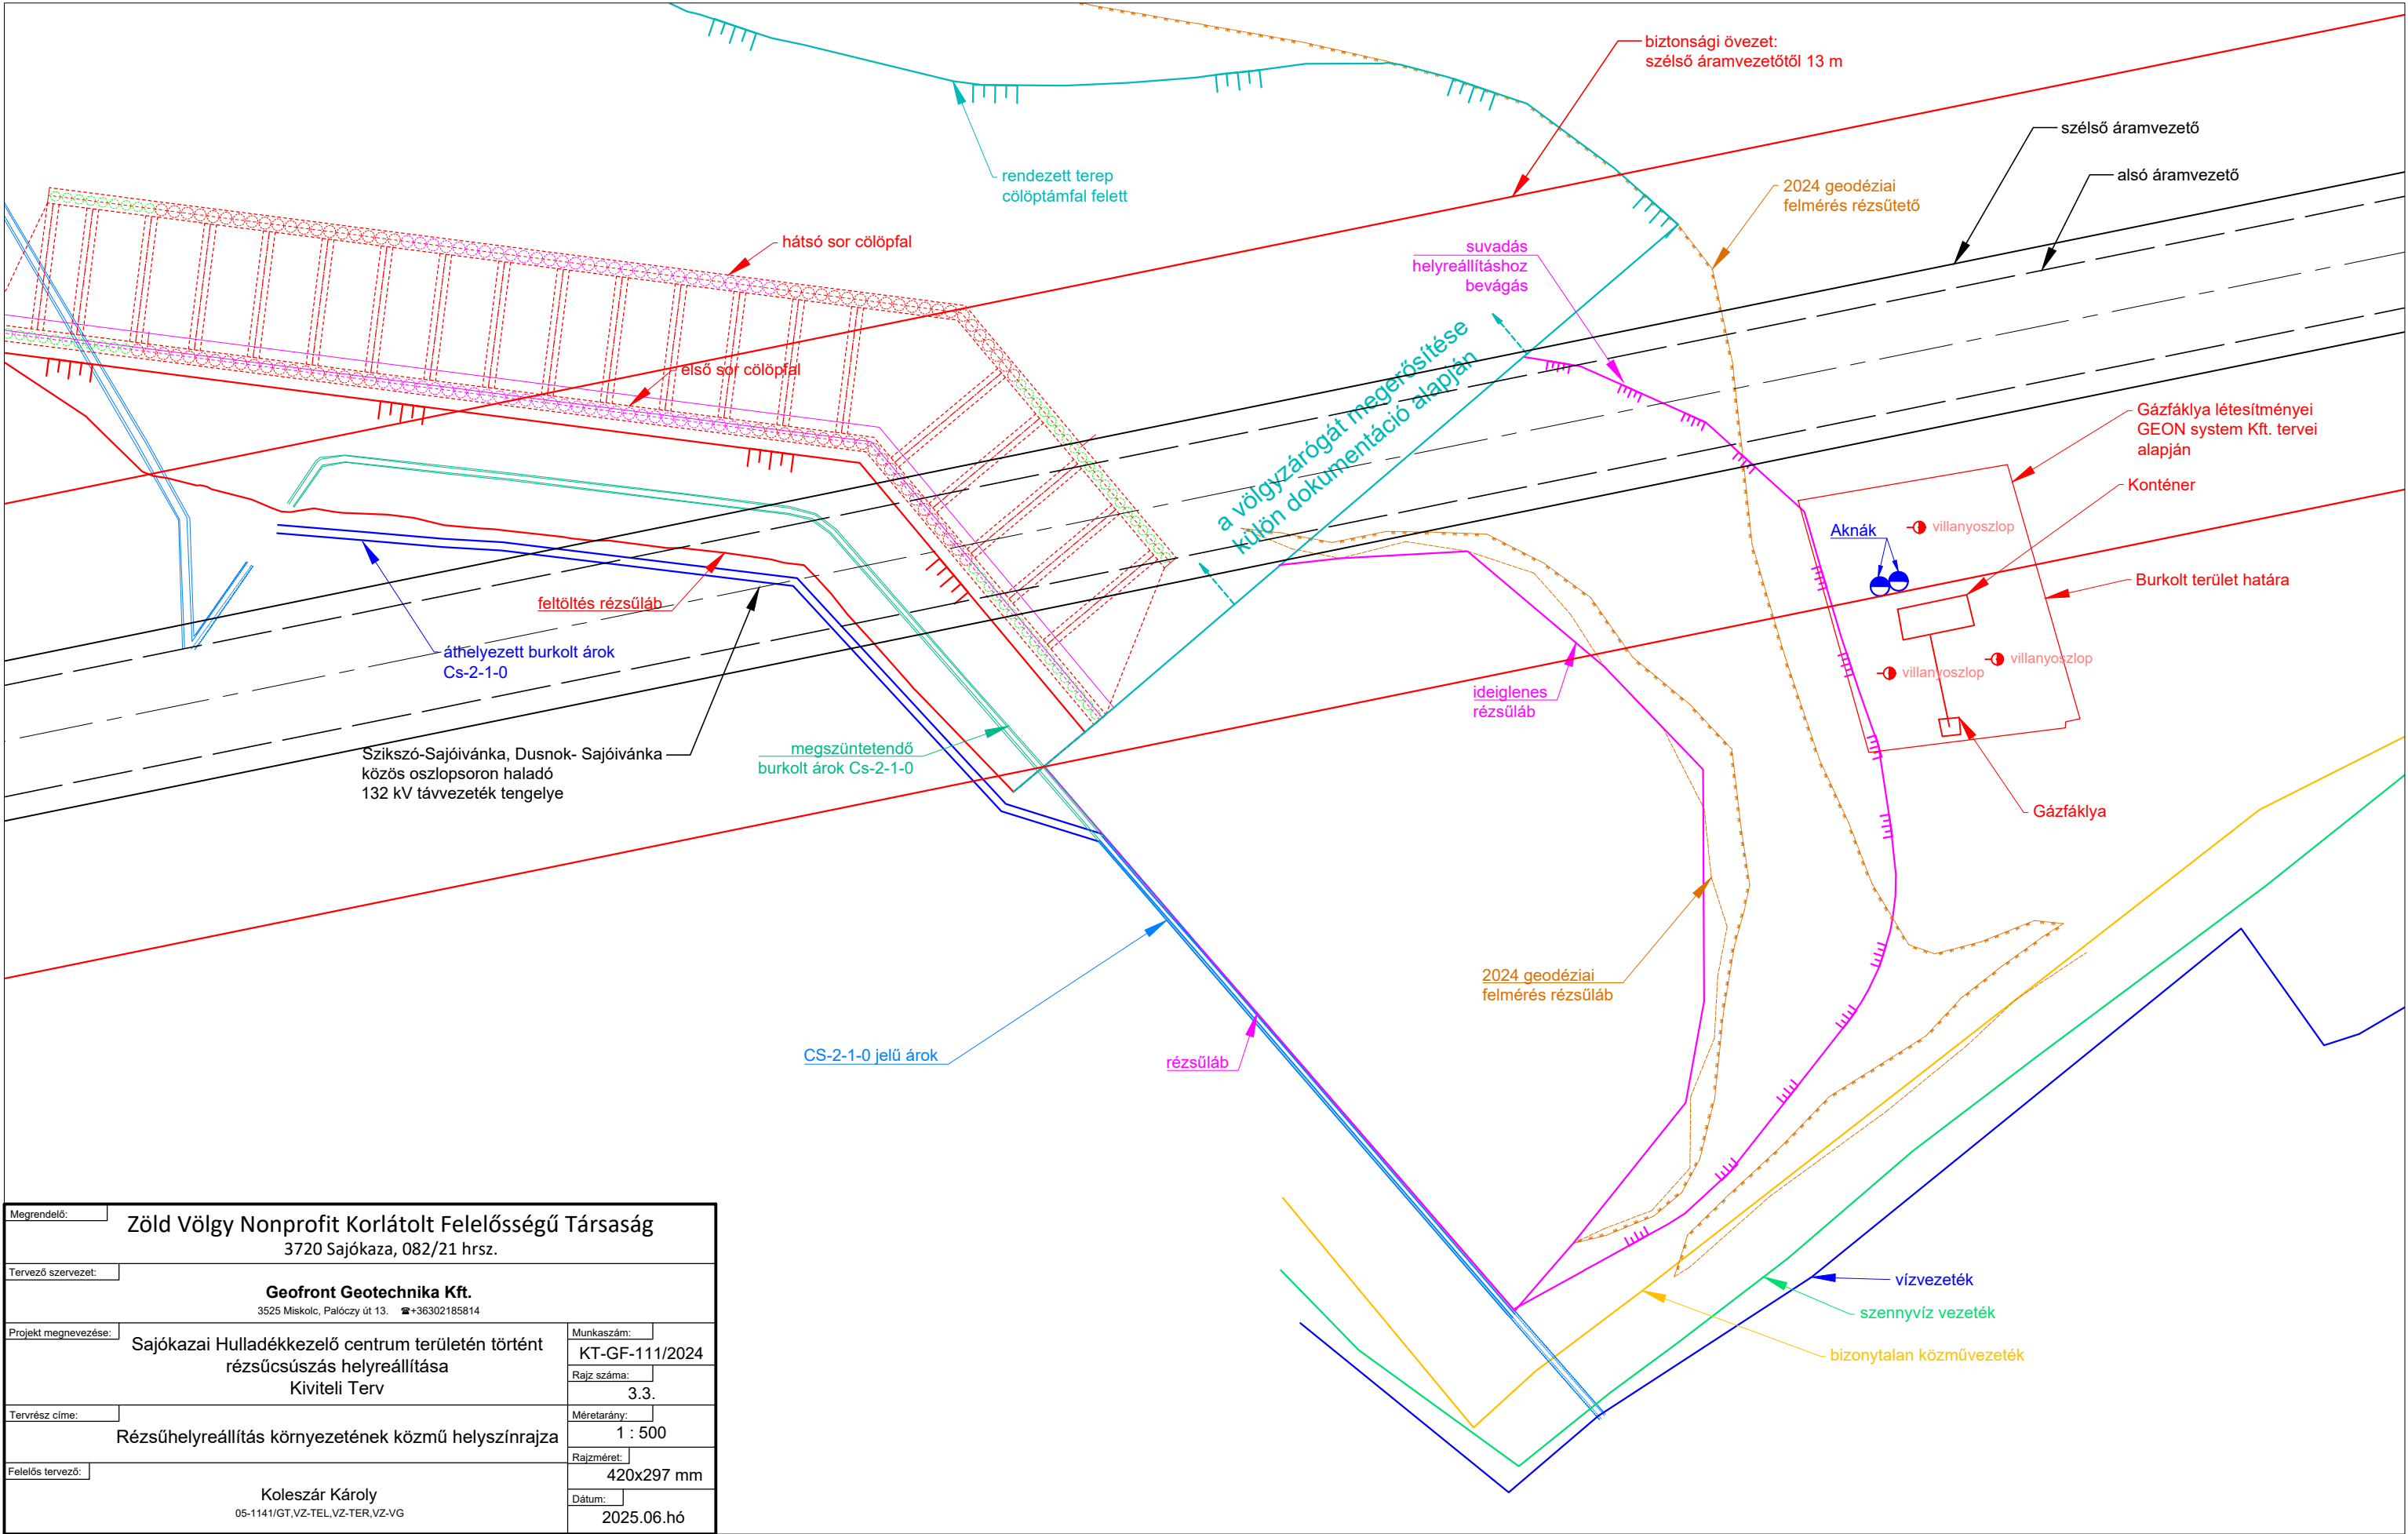 biztonsági övezet:
szélső áramvezetőtől 13 m
szélső áramvezető
alsó áramvezető
rendezett terep
cölöptámfal felett
2024 geodéziai
felmérés rézsűtető
hátsó sor cölöpfal
suvadás
helyreállításhoz
bevágás
első sor cölöpfal
a völgyzárógát megerősítése
külön dokumentáció alapján
Gázfáklya létesítményei
GEON system Kft. tervei
alapján
Konténer
Aknák
villanyoszlop
Burkolt terület határa
villanyoszlop
villanyoszlop
feltöltés rézsűláb
áthelyezett burkolt árok
Cs-2-1-0
ideiglenes
rézsűláb
Szikszó-Sajóivánka, Dusnok- Sajóivánka
közös oszlopsoron haladó
132 kV távvezeték tengelye
megszüntetendő
burkolt árok Cs-2-1-0
Gázfáklya
2024 geodéziai
felmérés rézsűláb
CS-2-1-0 jelű árok
rézsűláb
vízvezeték
szennyvíz vezeték
bizonytalan közművezeték
Megrendelő:
Zöld Völgy Nonprofit Korlátolt Felelősségű Társaság
3720 Sajókaza, 082/21 hrsz.
Tervező szervezet:
Geofront Geotechnika Kft.
3525 Miskolc, Palóczy út 13. ☎+36302185814
Projekt megnevezése:
Sajókazai Hulladékkezelő centrum területén történt
rézsűcsúszás helyreállítása
Kiviteli Terv
Munkaszám:
KT-GF-111/2024
Rajz száma:
3.3.
Tervrész címe:
Rézsűhelyreállítás környezetének közmű helyszínrajza
Méretarány:
1 : 500
Rajzméret:
420x297 mm
Felelős tervező:
Koleszár Károly
05-1141/GT,VZ-TEL,VZ-TER,VZ-VG
Dátum:
2025.06.hó